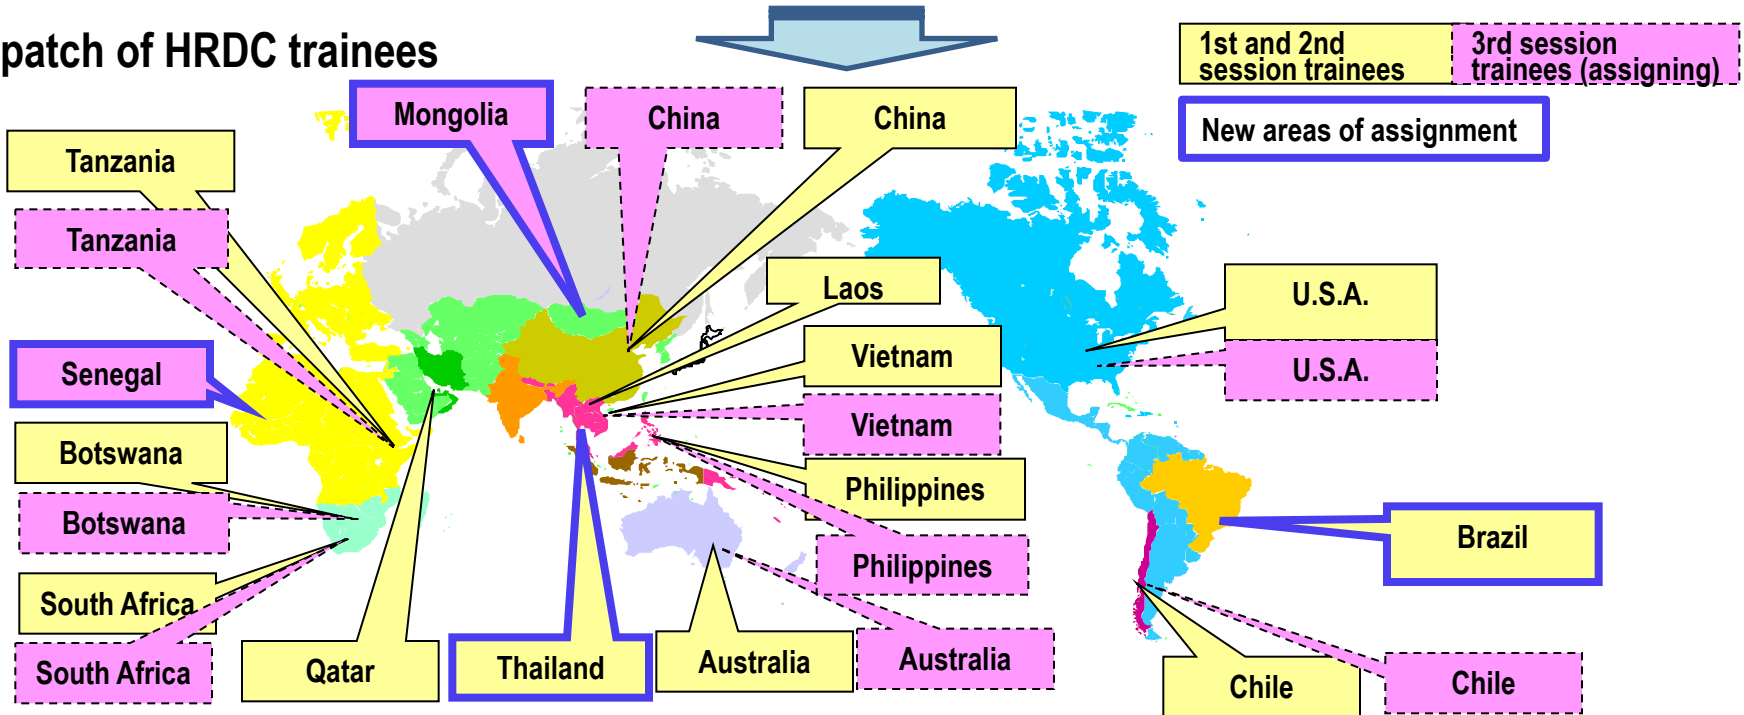 patch of HRDC trainees
1st and 2nd
session trainees
3rd session
trainees (assigning)
New areas of assignment
Mongolia
China
China
Tanzania
Tanzania
Laos
U.S.A.
Vietnam
Senegal
U.S.A.
Vietnam
Botswana
Philippines
Botswana
Brazil
Philippines
South Africa
South Africa
Qatar
Thailand
Australia
Australia
Chile
Chile